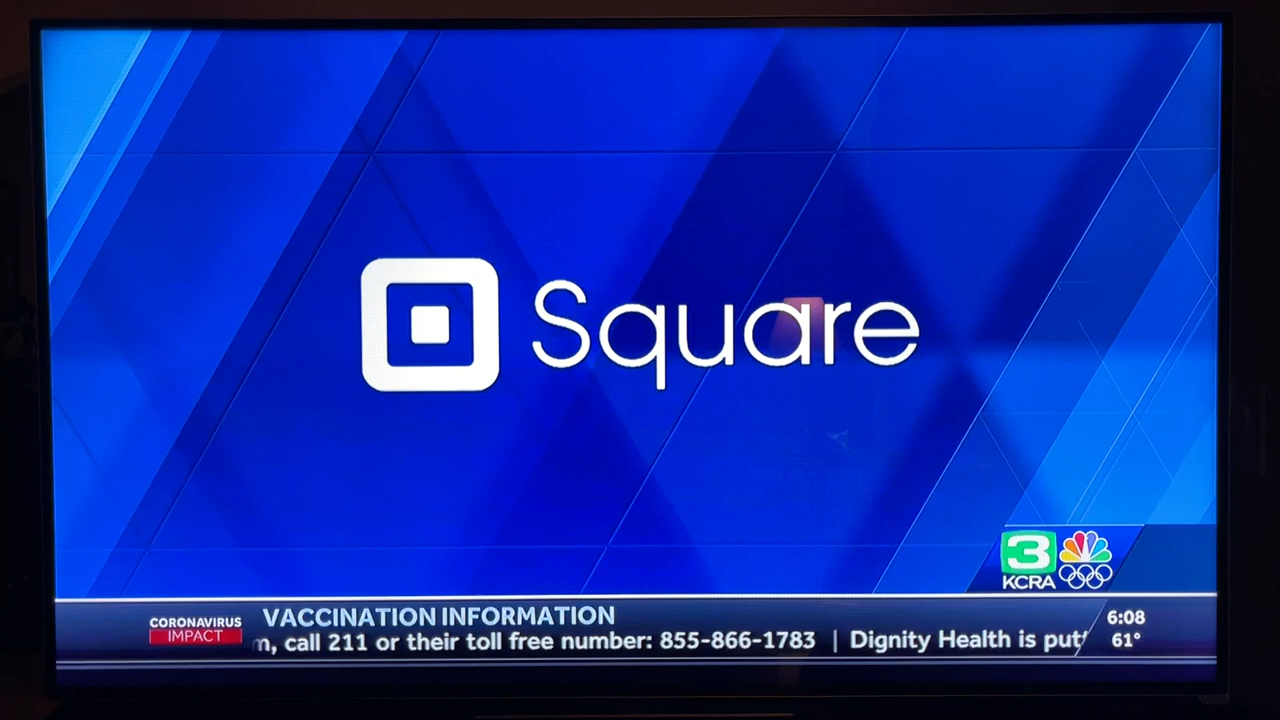 Square
3
KCRA
CORONAVIRUS
IMPACT
VACCINATION INFORMATION
m, call 211 or their toll free number: 855-866-1783 | Dignity Health is put
6:08
61°